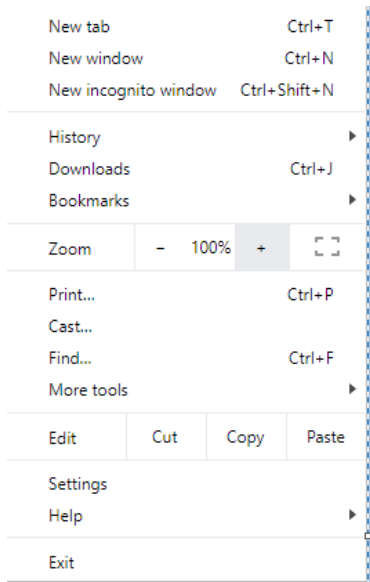 New tab Ctrl+T
New window Ctrl+N
New incognito window Ctrl+Shift+N
History
Downloads Ctrl+J
Bookmarks
Zoom - 100% +
Print... Ctrl+P
Cast...
Find... Ctrl+F
More tools
Edit Cut Copy Paste
Settings
Help
Exit